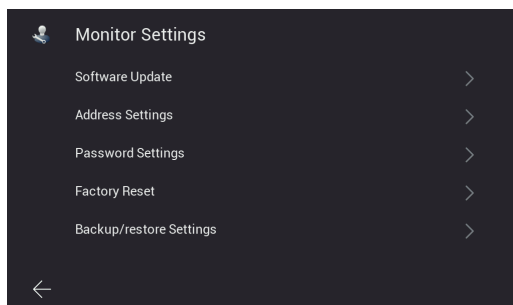 Monitor Settings
Software Update
Address Settings
Password Settings
Factory Reset
Backup/restore Settings